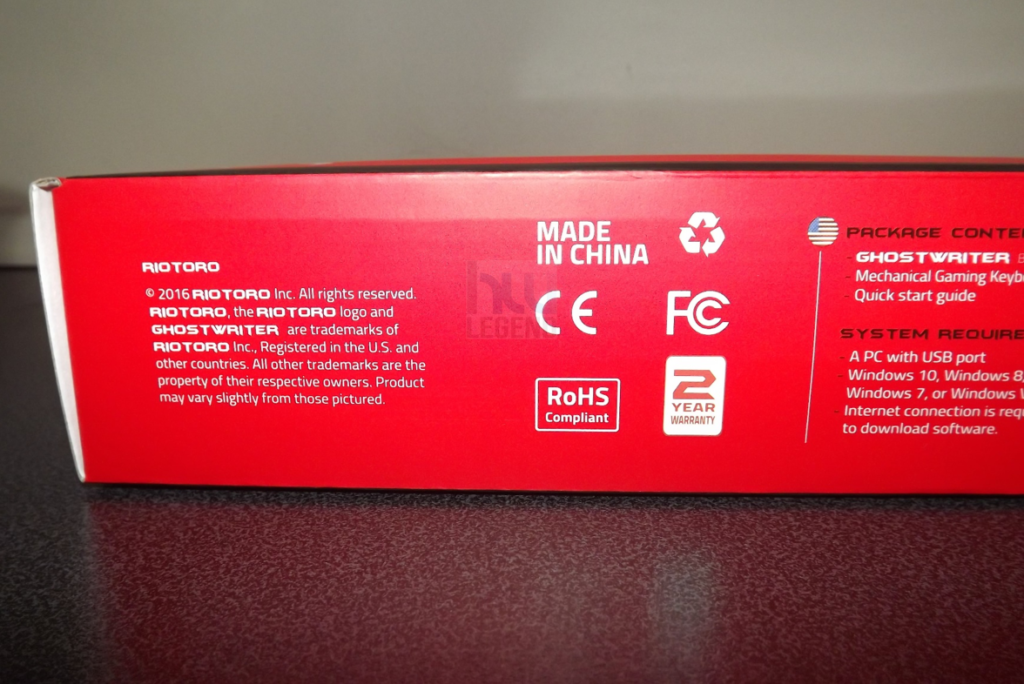 RIOTORO
© 2016 RIOTORO Inc. All rights reserved.
RIOTORO, the RIOTORO logo and
GHOSTWRITER are trademarks of
RIOTORO Inc., Registered in the U.S. and
other countries. All other trademarks are the
property of their respective owners. Product
may vary slightly from those pictured.
MADE
IN CHINA
CE
FC
RoHS
Compliant
2
YEAR
WARRANTY
HW
LEGEND
PACKAGE CONTE
- GHOSTWRITER
- Mechanical Gaming Keyb
- Quick start guide
SYSTEM REQUIRE
- A PC with USB port
- Windows 10, Windows 8,
Windows 7, or Windows
- Internet connection is requ
to download software.